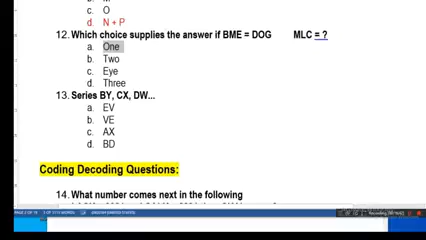 c. O
d. N + P
12. Which choice supplies the answer if BME = DOG MLC = ?
a. One
b. Two
c. Eye
d. Three
13. Series BY, CX, DW...
a. EV
b. VE
c. AX
d. BD
Coding Decoding Questions:
14. What number comes next in the following